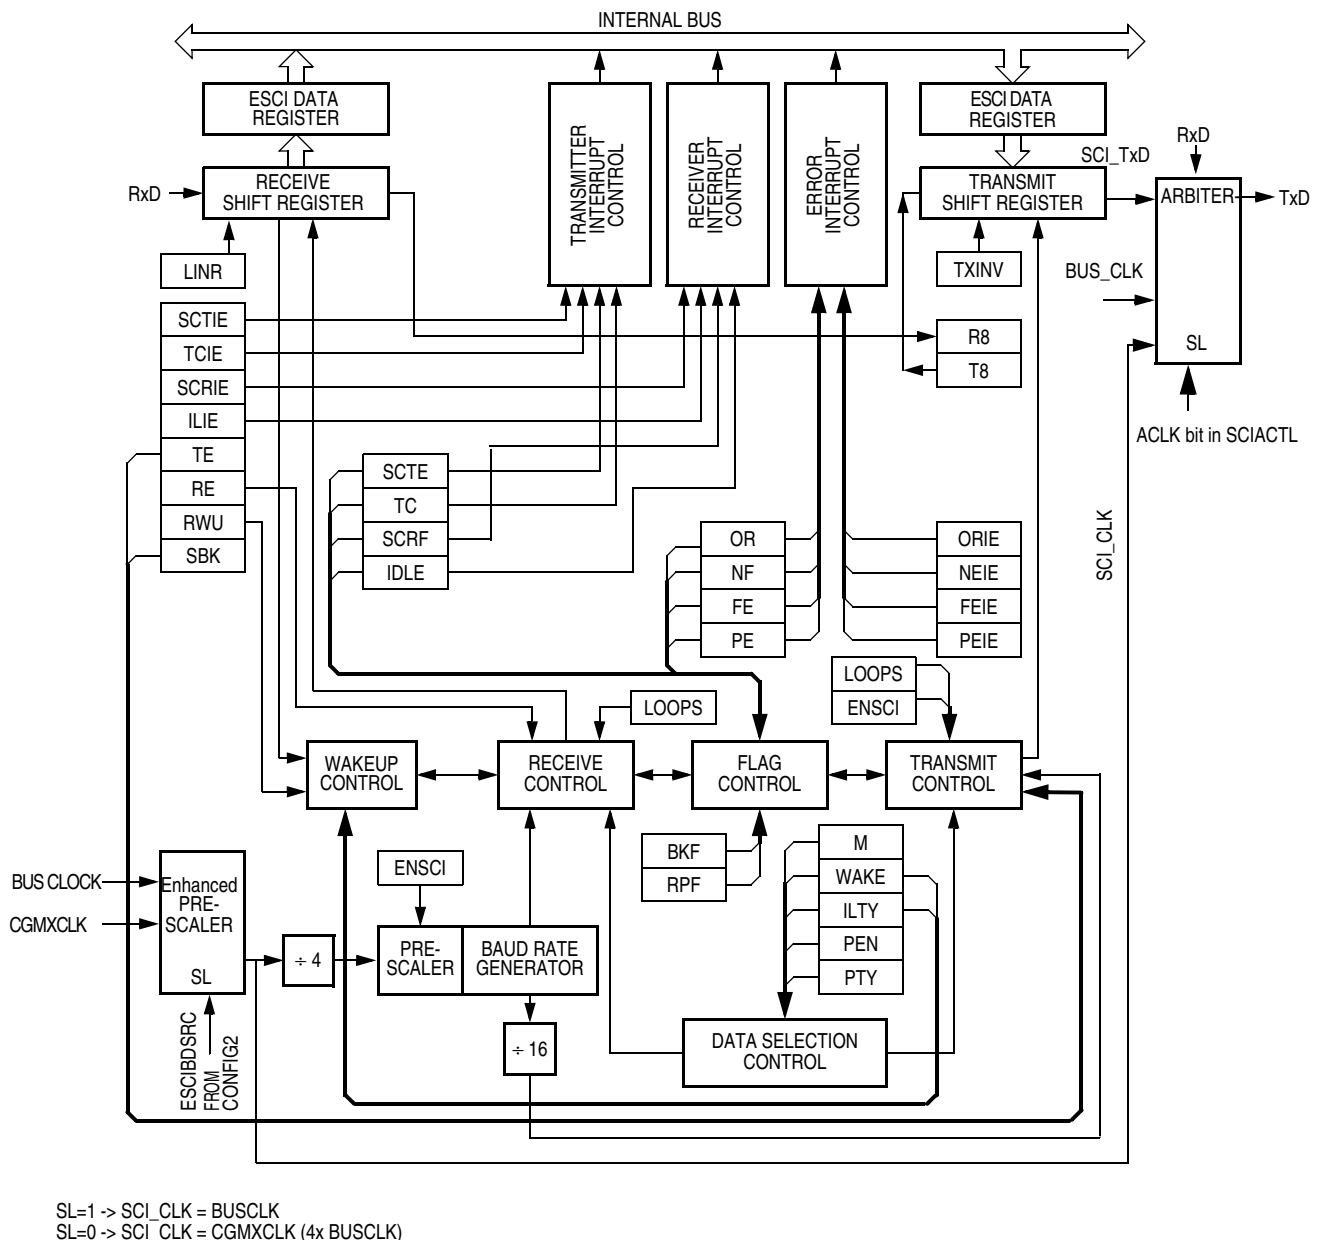 INTERNAL BUS
ESCI DATA
REGISTER
ESCI DATA
REGISTER
RxD
RECEIVE
SHIFT REGISTER
TRANSMITTER
INTERRUPT
CONTROL
RECEIVER
INTERRUPT
CONTROL
ERROR
INTERRUPT
CONTROL
TRANSMIT
SHIFT REGISTER
SCI_TxD
RxD
ARBITER
TxD
LINR
TXINV
BUS_CLK
SL
ACLK bit in SCIACTL
SCTIE
TCIE
SCRIE
ILIE
TE
RE
RWU
SBK
R8
T8
SCTE
TC
SCRF
IDLE
OR
NF
FE
PE
ORIE
NEIE
FEIE
PEIE
SCI_CLK
LOOPS
LOOPS
ENSCI
WAKEUP
CONTROL
RECEIVE
CONTROL
FLAG
CONTROL
TRANSMIT
CONTROL
BKF
RPF
M
WAKE
ILTY
PEN
PTY
BUS CLOCK
CGMXCLK
Enhanced
PRE-
SCALER
SL
ESCIBDSRC
FROM
CONFIG2
÷ 4
ENSCI
PRE-
SCALER
BAUD RATE
GENERATOR
÷ 16
DATA SELECTION
CONTROL
SL=1 -> SCI_CLK = BUSCLK
SL=0 -> SCI_CLK = CGMXCLK (4x BUSCLK)